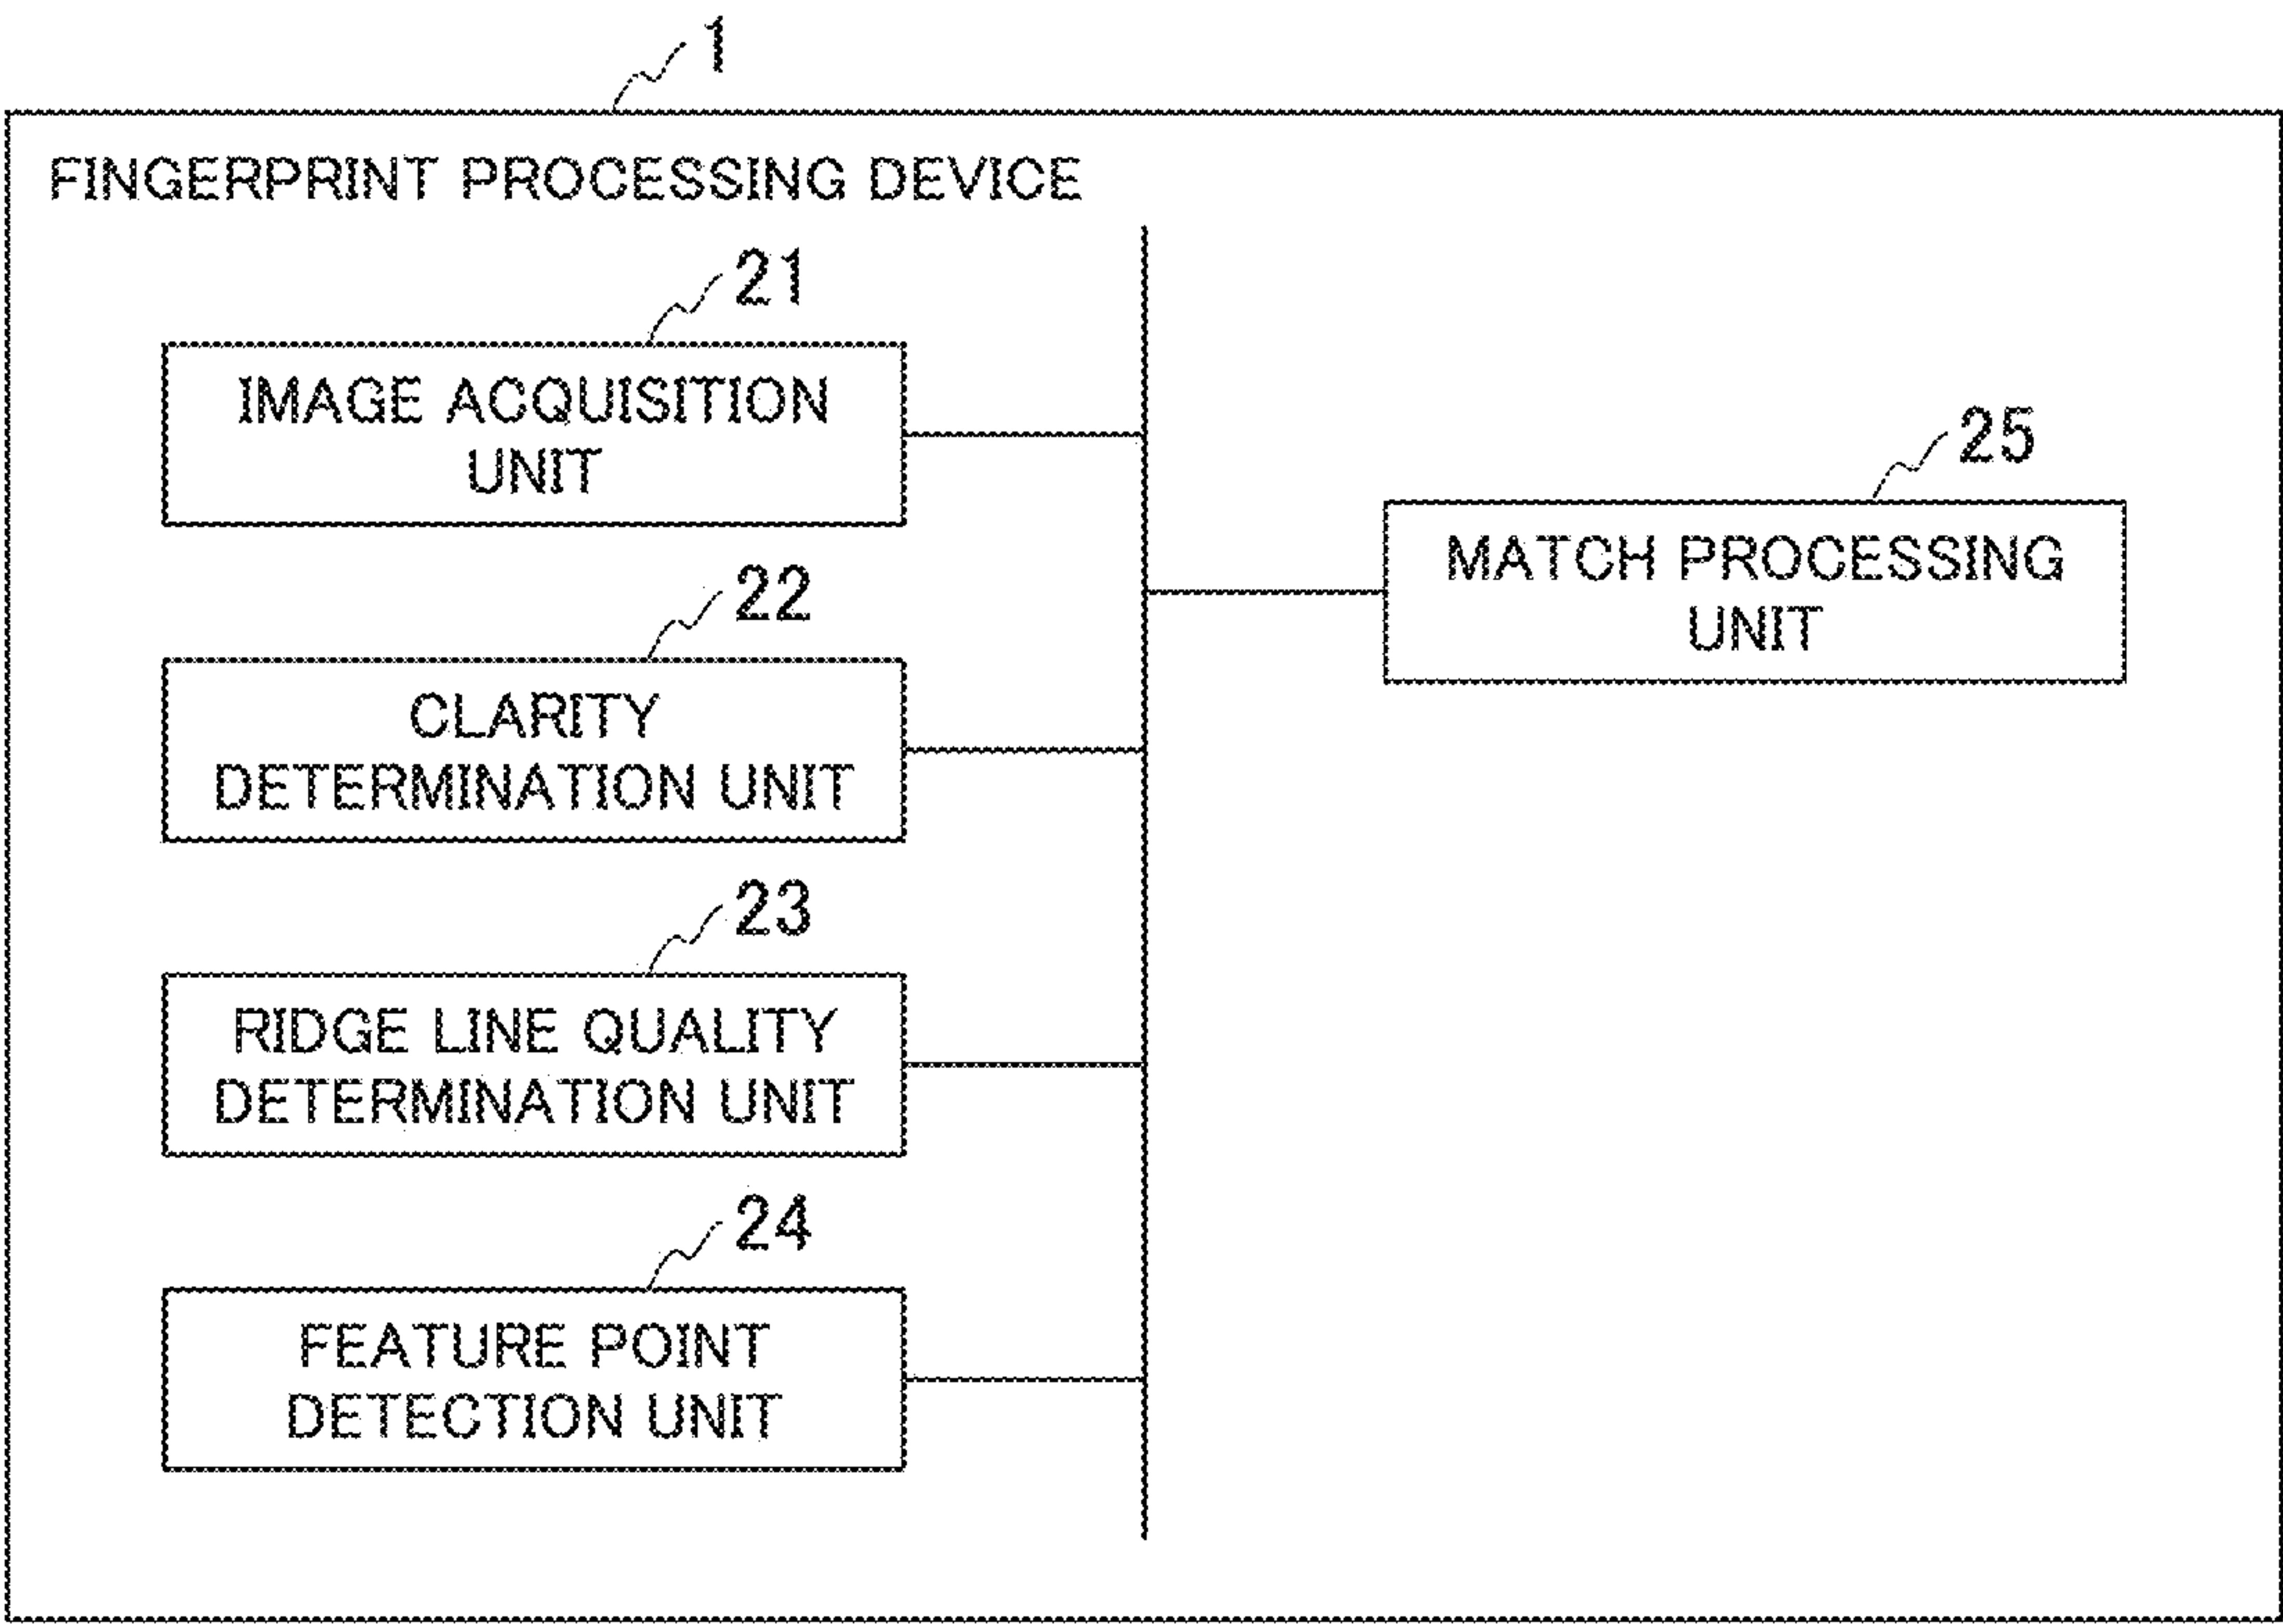 1
FINGERPRINT PROCESSING DEVICE
21
IMAGE ACQUISITION
UNIT
22
CLARITY
DETERMINATION UNIT
23
RIDGE LINE QUALITY
DETERMINATION UNIT
24
FEATURE POINT
DETECTION UNIT
25
MATCH PROCESSING
UNIT